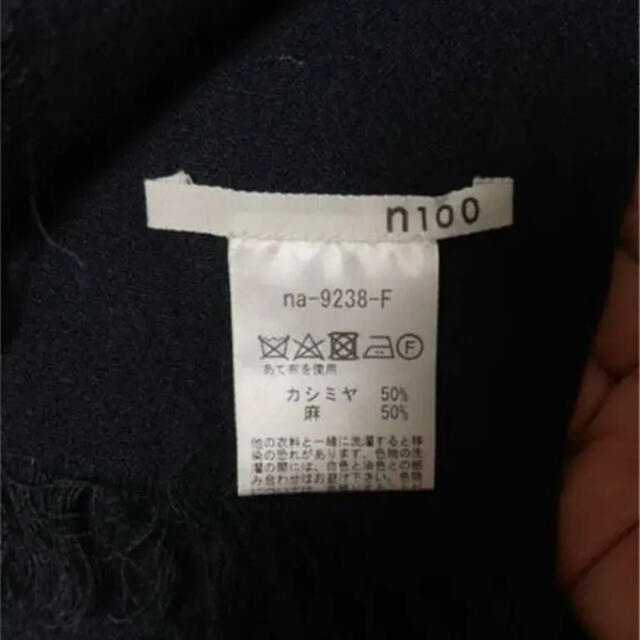 n100
na-9238-F
F
あて布を使用
カシミヤ 50%
麻 50%
他の衣料と一緒に洗濯すると移
染の恐れがあります。色物の洗
濯の際には、白色と淡色との組
み合わせはお避け下さい。